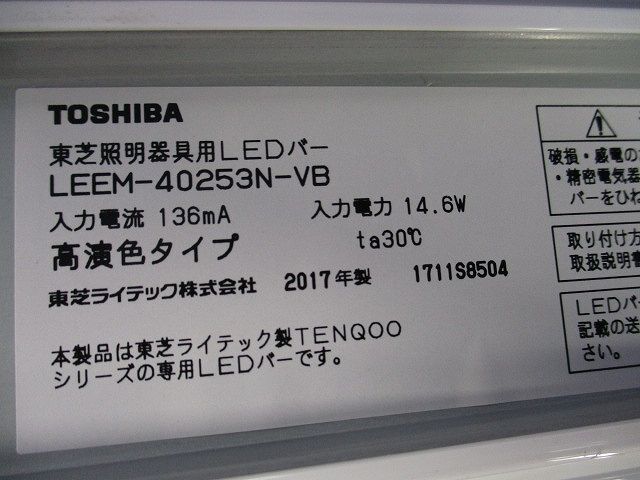 TOSHIBA
東芝照明器具用LEDバー
LEEM-40253N-VB
入力電流 136mA 入力電力 14.6W
高演色タイプ ta30℃
東芝ライテック株式会社 2017年製 1711S8504
本製品は東芝ライテック製TENQOO
シリーズの専用LEDバーです。
破損・感電の
・精密電気器
バーをひね
取り付け方
取扱説明書
LEDバ
記載の送
さい。